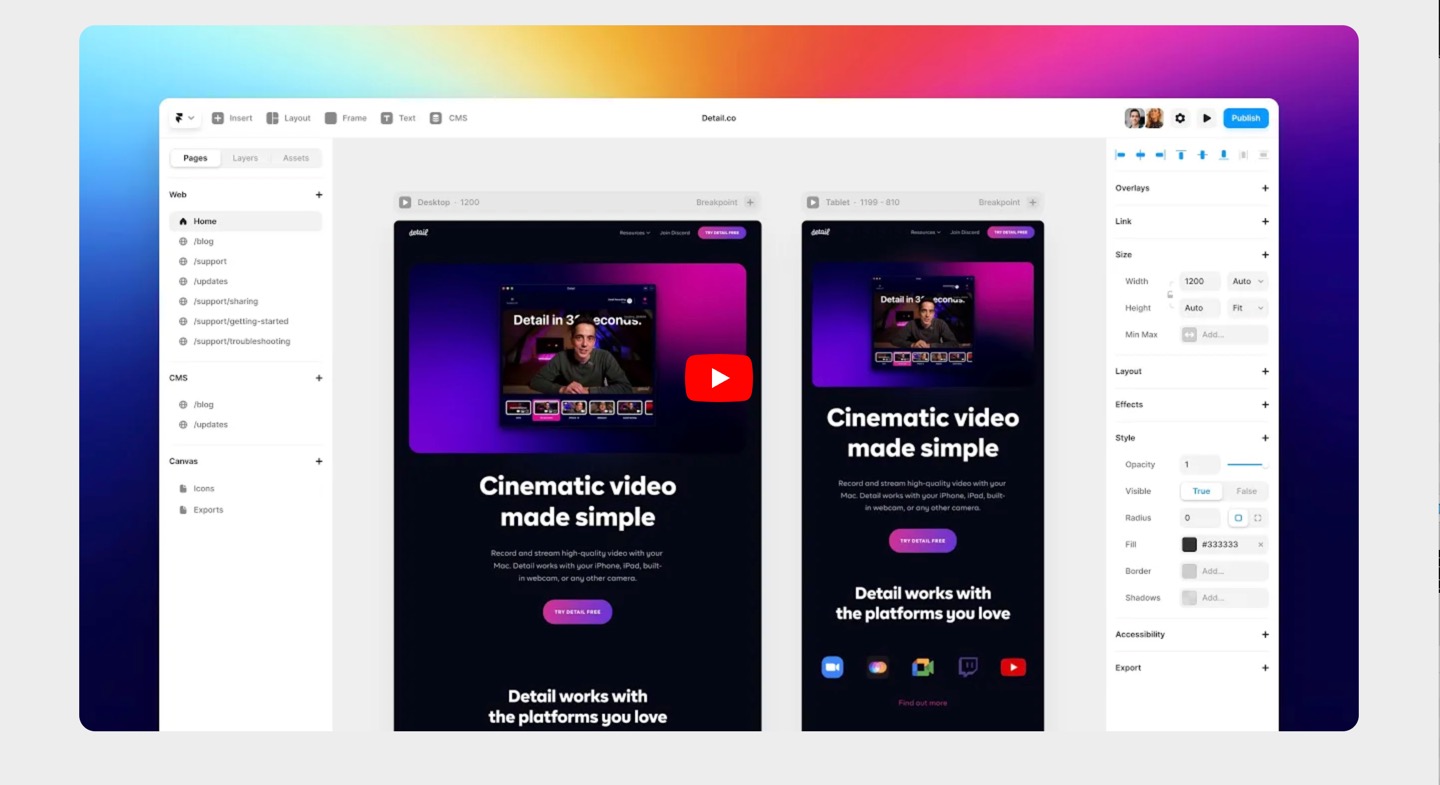 Insert Layout Frame Text CMS
Detail.co
Publish
Pages Layers Assets
Web
Home
/blog
/support
/updates
/support/sharing
/support/getting-started
/support/troubleshooting
CMS
/blog
/updates
Canvas
Icons
Exports
Desktop · 1200 Breakpoint
detail Resources Join Discord TRY DETAIL FREE
Detail
Cinematic video
made simple
Record and stream high-quality video with your
Mac. Detail works with your iPhone, iPad, built-
in webcam, or any other camera.
TRY DETAIL FREE
Detail works with
the platforms you love
Tablet · 1199 - 810 Breakpoint
detail Resources Join Discord TRY DETAIL FREE
Cinematic video
made simple
Record and stream high-quality video with your
Mac. Detail works with your iPhone, iPad, built-
in webcam, or any other camera.
TRY DETAIL FREE
Detail works with
the platforms you love
Find out more
Overlays
Link
Size
Width 1200 Auto
Height Auto Fit
Min Max Add...
Layout
Effects
Style
Opacity 1
Visible True False
Radius 0
Fill #333333
Border Add...
Shadows Add...
Accessibility
Export